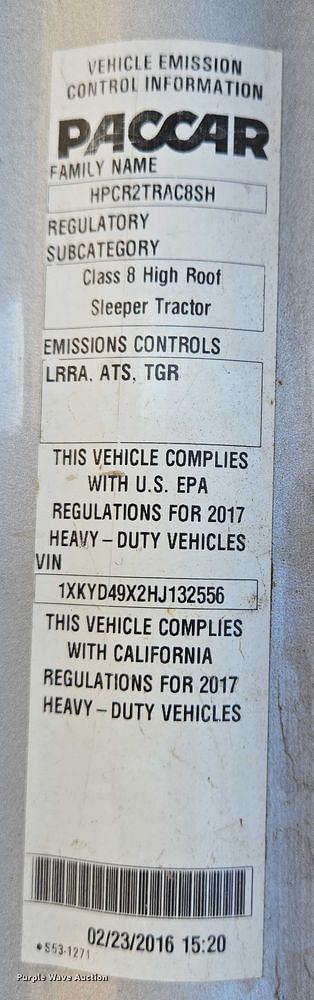 VEHICLE EMISSION
CONTROL INFORMATION
PACCAR
FAMILY NAME
HPCR2TRAC8SH
REGULATORY
SUBCATEGORY
Class 8 High Roof
Sleeper Tractor
EMISSIONS CONTROLS
LRRA, ATS, TGR
THIS VEHICLE COMPLIES
WITH U.S. EPA
REGULATIONS FOR 2017
HEAVY-DUTY VEHICLES
VIN
1XKYD49X2HJ132556
THIS VEHICLE COMPLIES
WITH CALIFORNIA
REGULATIONS FOR 2017
HEAVY-DUTY VEHICLES
S53-1271
02/23/2016 15:20
Purple Wave Auction